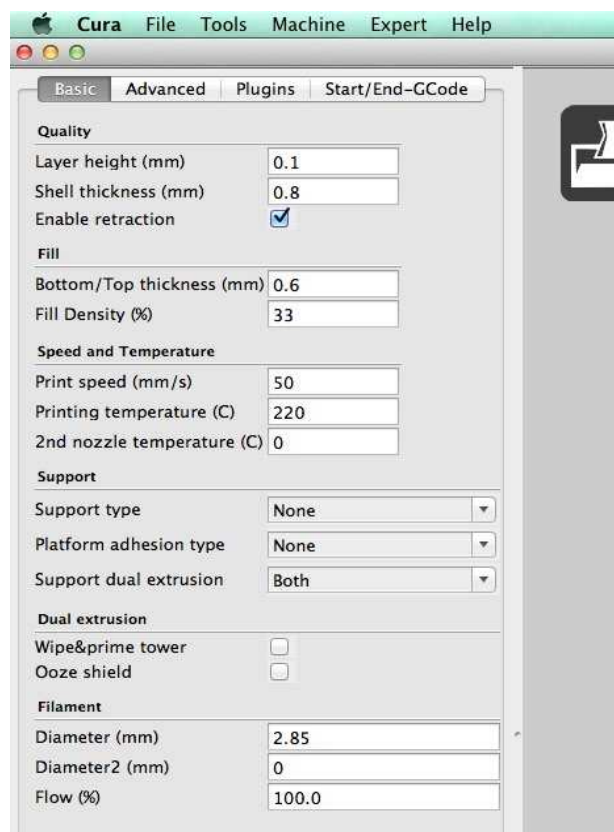 Cura File Tools Machine Expert Help
Basic Advanced Plugins Start/End-GCode
Quality
Layer height (mm) 0.1
Shell thickness (mm) 0.8
Enable retraction
Fill
Bottom/Top thickness (mm) 0.6
Fill Density (%) 33
Speed and Temperature
Print speed (mm/s) 50
Printing temperature (C) 220
2nd nozzle temperature (C) 0
Support
Support type None
Platform adhesion type None
Support dual extrusion Both
Dual extrusion
Wipe&prime tower
Ooze shield
Filament
Diameter (mm) 2.85
Diameter2 (mm) 0
Flow (%) 100.0